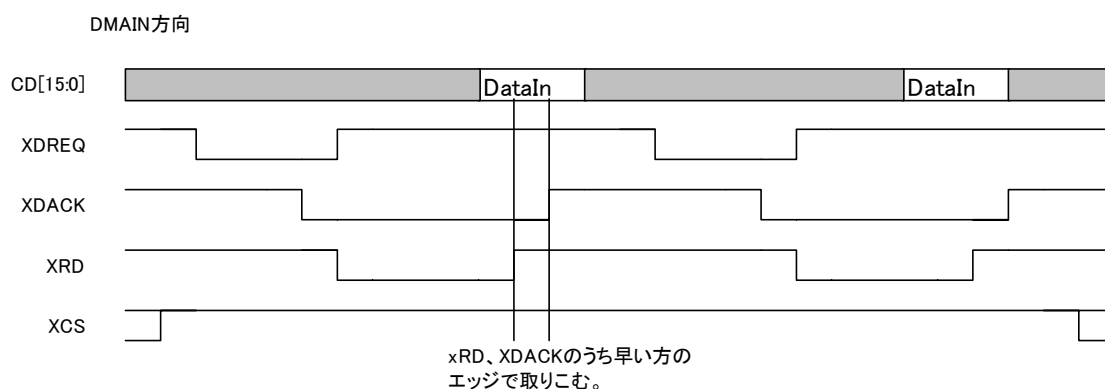 DMAIN方向
CD[15:0]
DataIn
DataIn
XDREQ
XDACK
XRD
XCS
xRD、XDACKのうち早い方の
エッジで取りこむ。